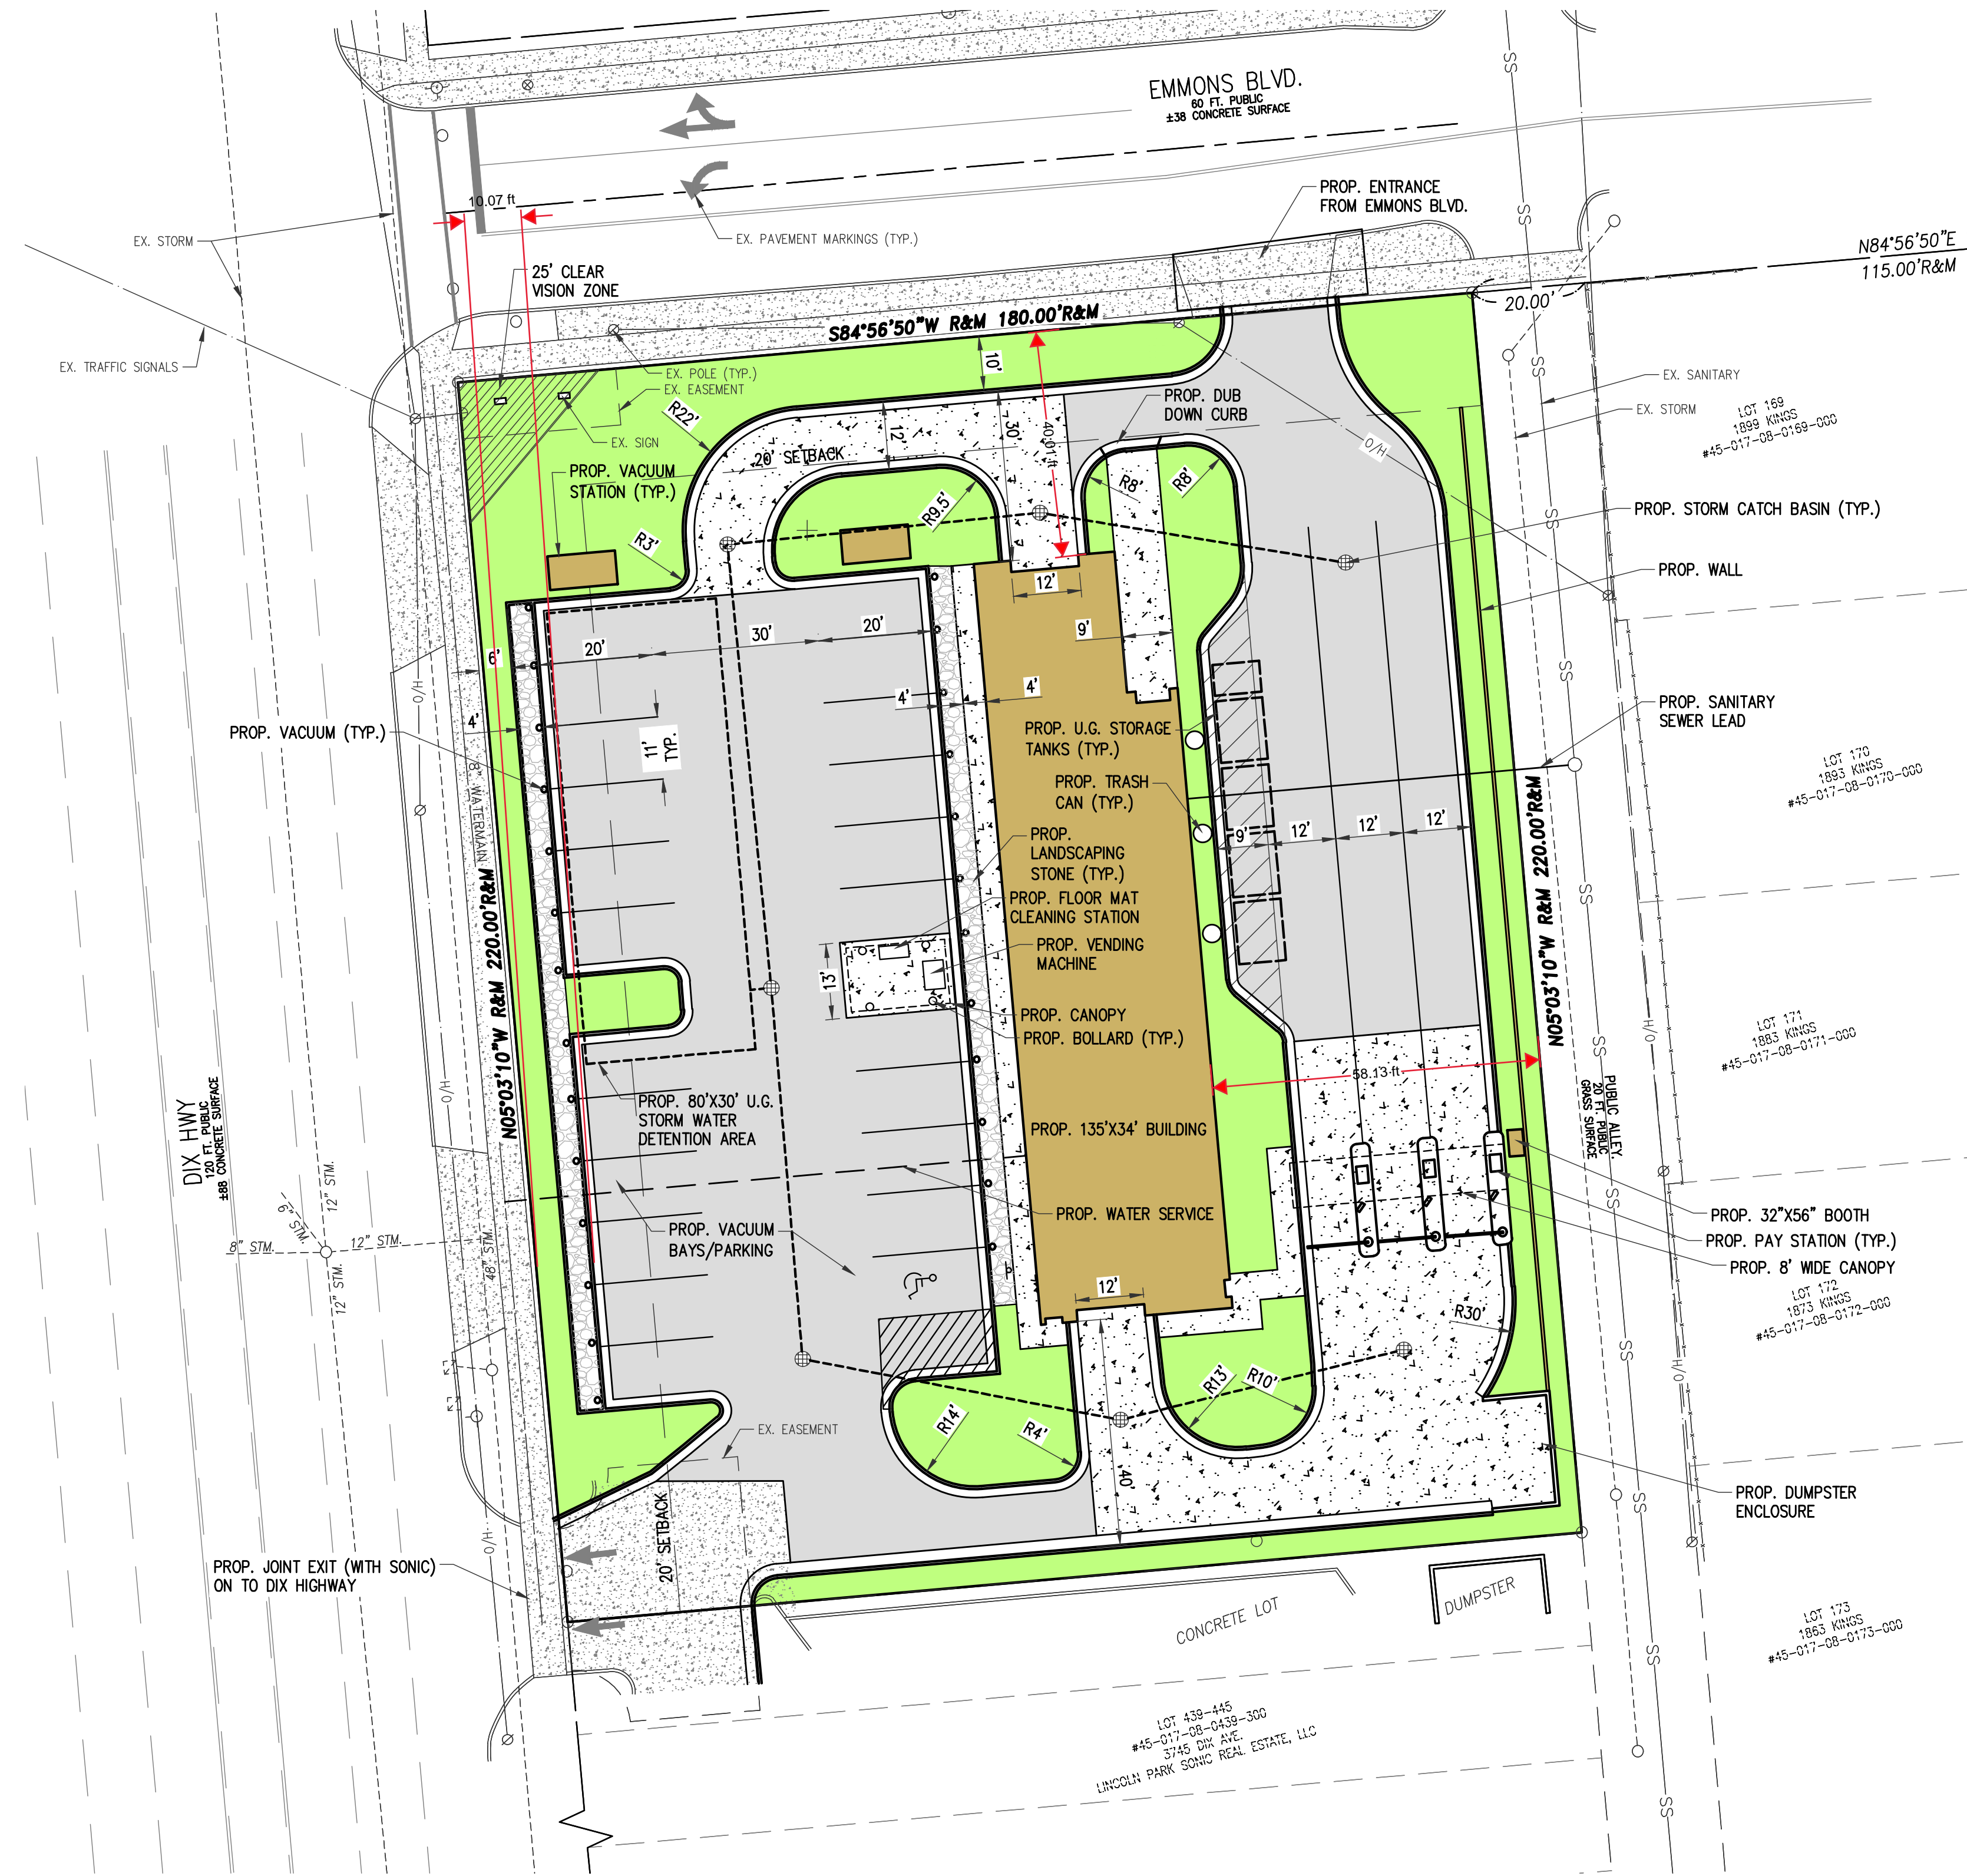 EMMONS BLVD.
60 FT. PUBLIC
±38 CONCRETE SURFACE
SS
10.07 ft
EX. STORM
EX. PAVEMENT MARKINGS (TYP.)
PROP. ENTRANCE
FROM EMMONS BLVD.
N84°56'50"E
115.00'R&M
20.00'
25' CLEAR
VISION ZONE
S84°56'50"W R&M 180.00'R&M
EX. TRAFFIC SIGNALS
EX. POLE (TYP.)
EX. EASEMENT
EX. SIGN
10'
R22'
12'
30'
40.01 ft
PROP. DUB
DOWN CURB
SS
EX. SANITARY
EX. STORM
LOT 169
1899 KINGS
#45-017-08-0169-000
O/H
20' SETBACK
PROP. VACUUM
STATION (TYP.)
R9.5'
R8'
R8'
R3'
PROP. STORM CATCH BASIN (TYP.)
SS
PROP. WALL
12'
9'
6'
20'
30'
20'
O/H
SS
4'
4'
4'
PROP. VACUUM (TYP.)
11'
TYP.
PROP. U.G. STORAGE
TANKS (TYP.)
PROP. SANITARY
SEWER LEAD
8" WATERMAIN
PROP. TRASH
CAN (TYP.)
LOT 170
1893 KINGS
#45-017-08-0170-000
9'
12'
12'
12'
PROP.
LANDSCAPING
STONE (TYP.)
N05°03'10"W R&M 220.00'R&M
N05°03'10"W R&M 220.00'R&M
SS
PROP. FLOOR MAT
CLEANING STATION
PROP. VENDING
MACHINE
13'
PROP. CANOPY
PROP. BOLLARD (TYP.)
O/H
SS
LOT 171
1883 KINGS
#45-017-08-0171-000
O/H
58.13 ft
PUBLIC ALLEY.
20 FT. PUBLIC
GRASS SURFACE
PROP. 80'X30' U.G.
STORM WATER
DETENTION AREA
PROP. 135'X34' BUILDING
DIX HWY
120 FT. PUBLIC
±88 CONCRETE SURFACE
SS
PROP. VACUUM
BAYS/PARKING
PROP. WATER SERVICE
PROP. 32"X56" BOOTH
PROP. PAY STATION (TYP.)
PROP. 8' WIDE CANOPY
12" STM.
6" STM.
8" STM.
12" STM.
12" STM.
48" STM.
12'
R30'
LOT 172
1873 KINGS
#45-017-08-0172-000
SS
O/H
R13'
R10'
R14'
R4'
EX. EASEMENT
40'
PROP. DUMPSTER
ENCLOSURE
SS
O/H
20' SETBACK
PROP. JOINT EXIT (WITH SONIC)
ON TO DIX HIGHWAY
CONCRETE LOT
DUMPSTER
LOT 173
1863 KINGS
#45-017-08-0173-000
SS
LOT 439-445
#45-017-08-0439-300
3745 DIX AVE.
LINCOLN PARK SONIC REAL ESTATE, LLC
SS